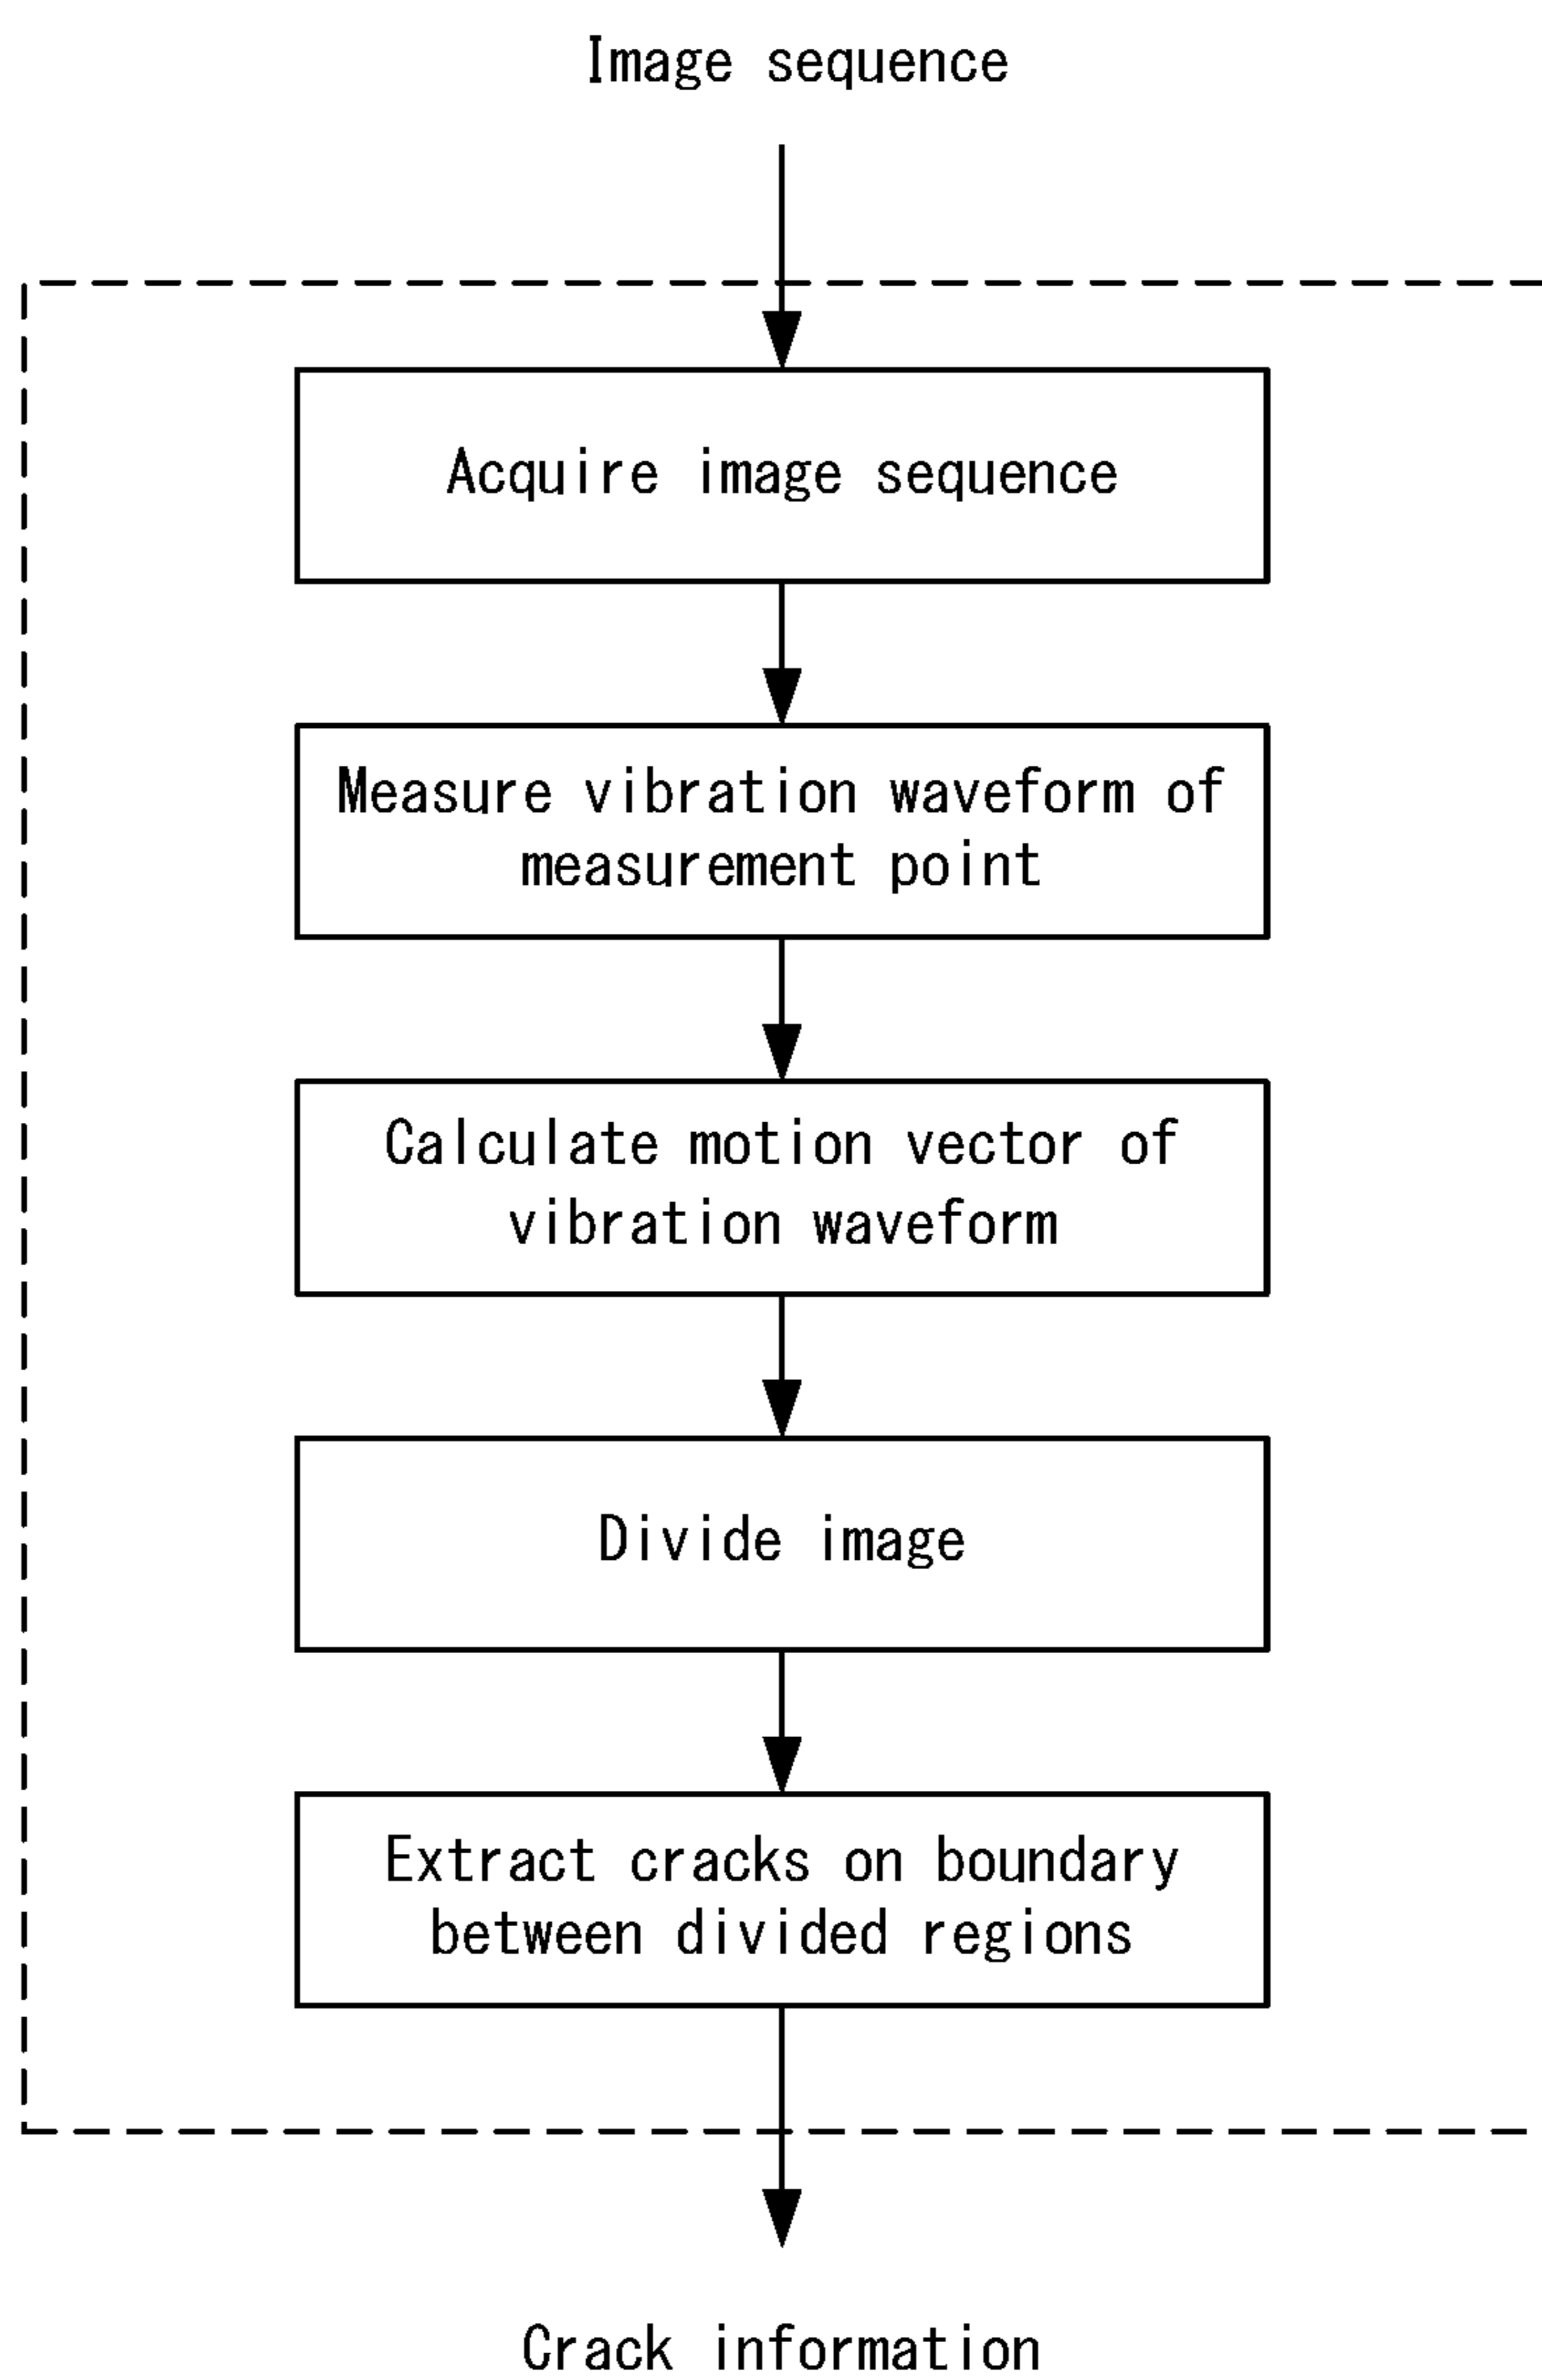 Image sequence
Acquire image sequence
Measure vibration waveform of
measurement point
Calculate motion vector of
vibration waveform
Divide image
Extract cracks on boundary
between divided regions
Crack information